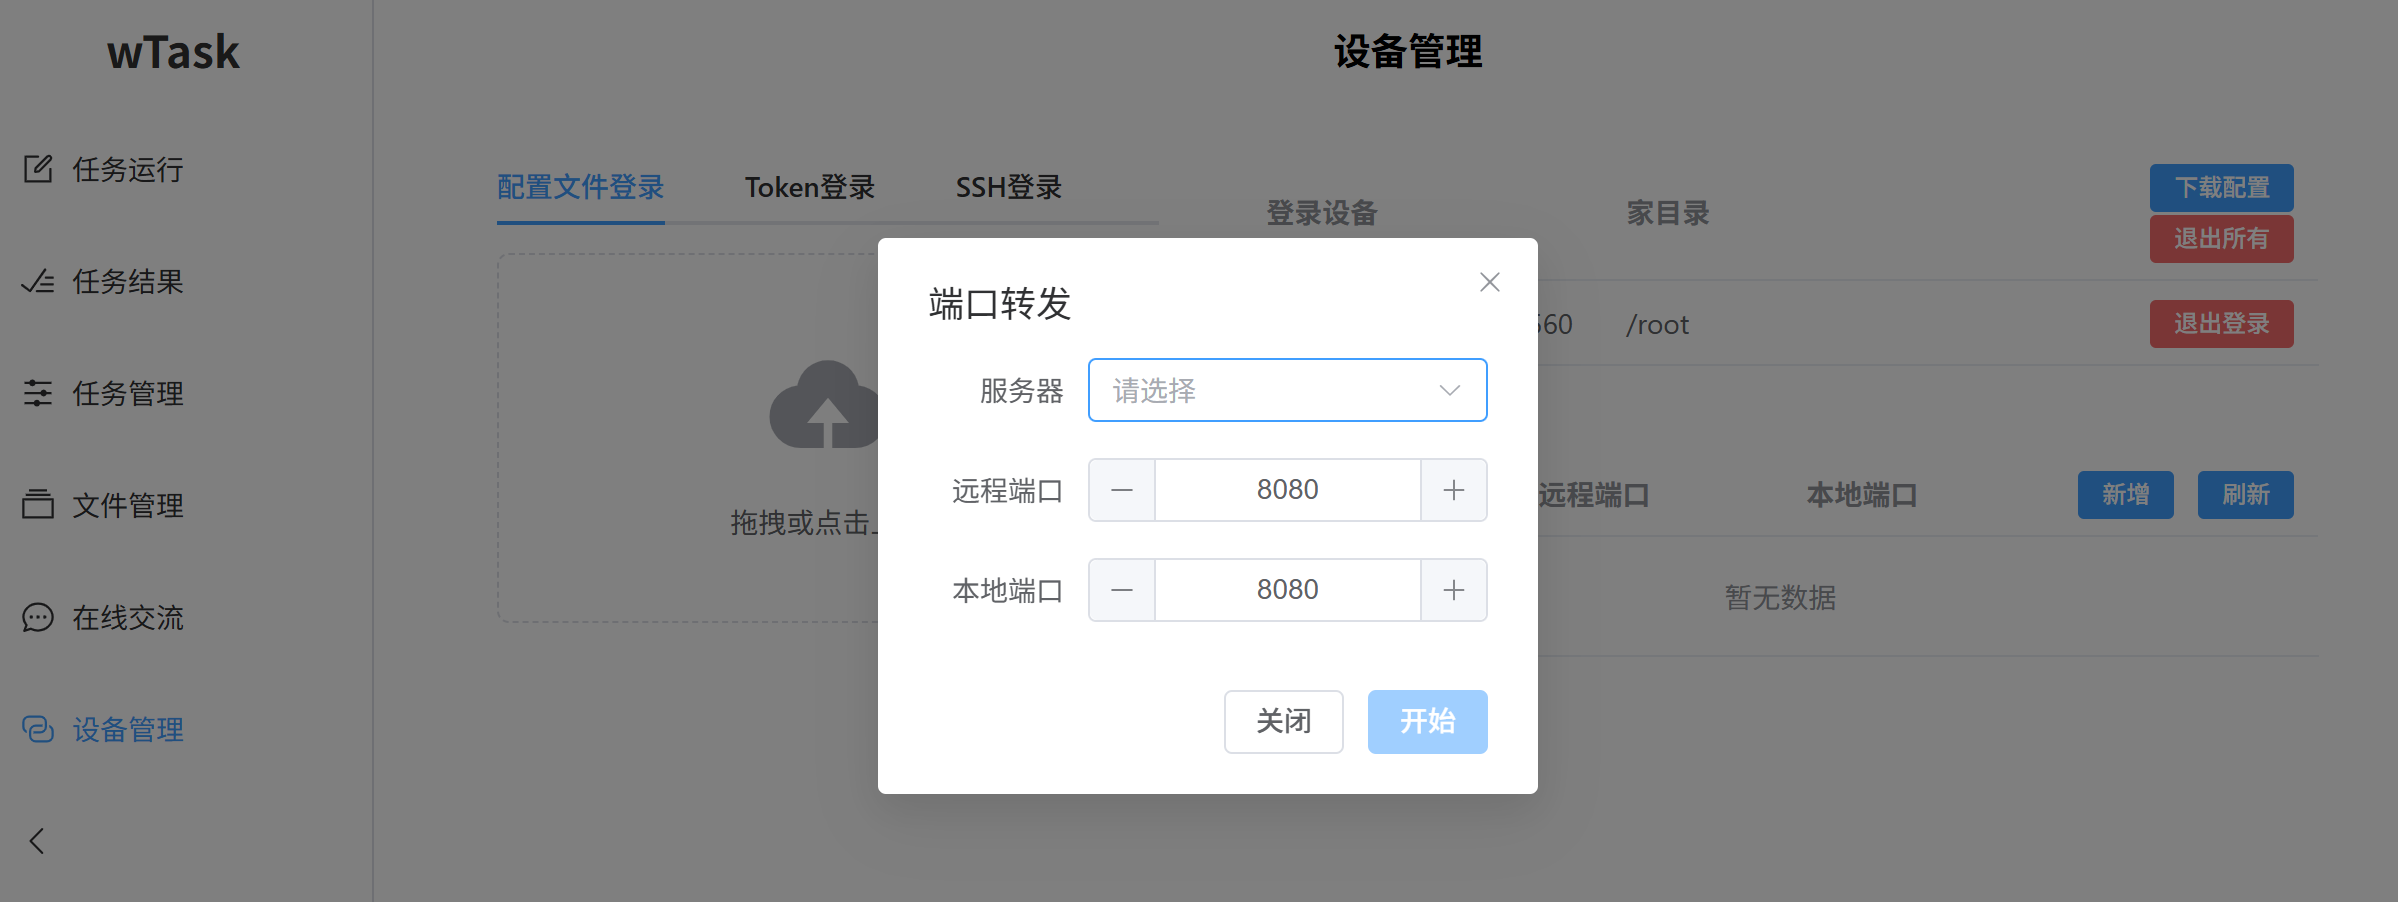 wTask
任务运行
任务结果
任务管理
文件管理
在线交流
设备管理
设备管理
配置文件登录 Token登录 SSH登录
拖拽或点击
登录设备 家目录 下载配置
退出所有
560 /root 退出登录
远程端口 本地端口 新增 刷新
暂无数据
端口转发
服务器 请选择
远程端口 8080
本地端口 8080
关闭 开始